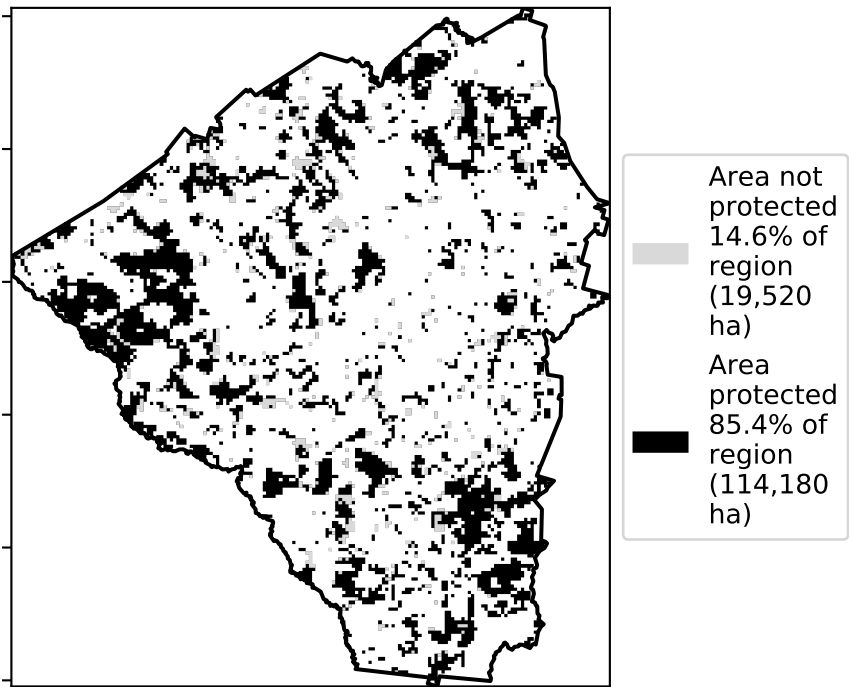 Area not
protected
14.6% of
region
(19,520
ha)
Area
protected
85.4% of
region
(114,180
ha)